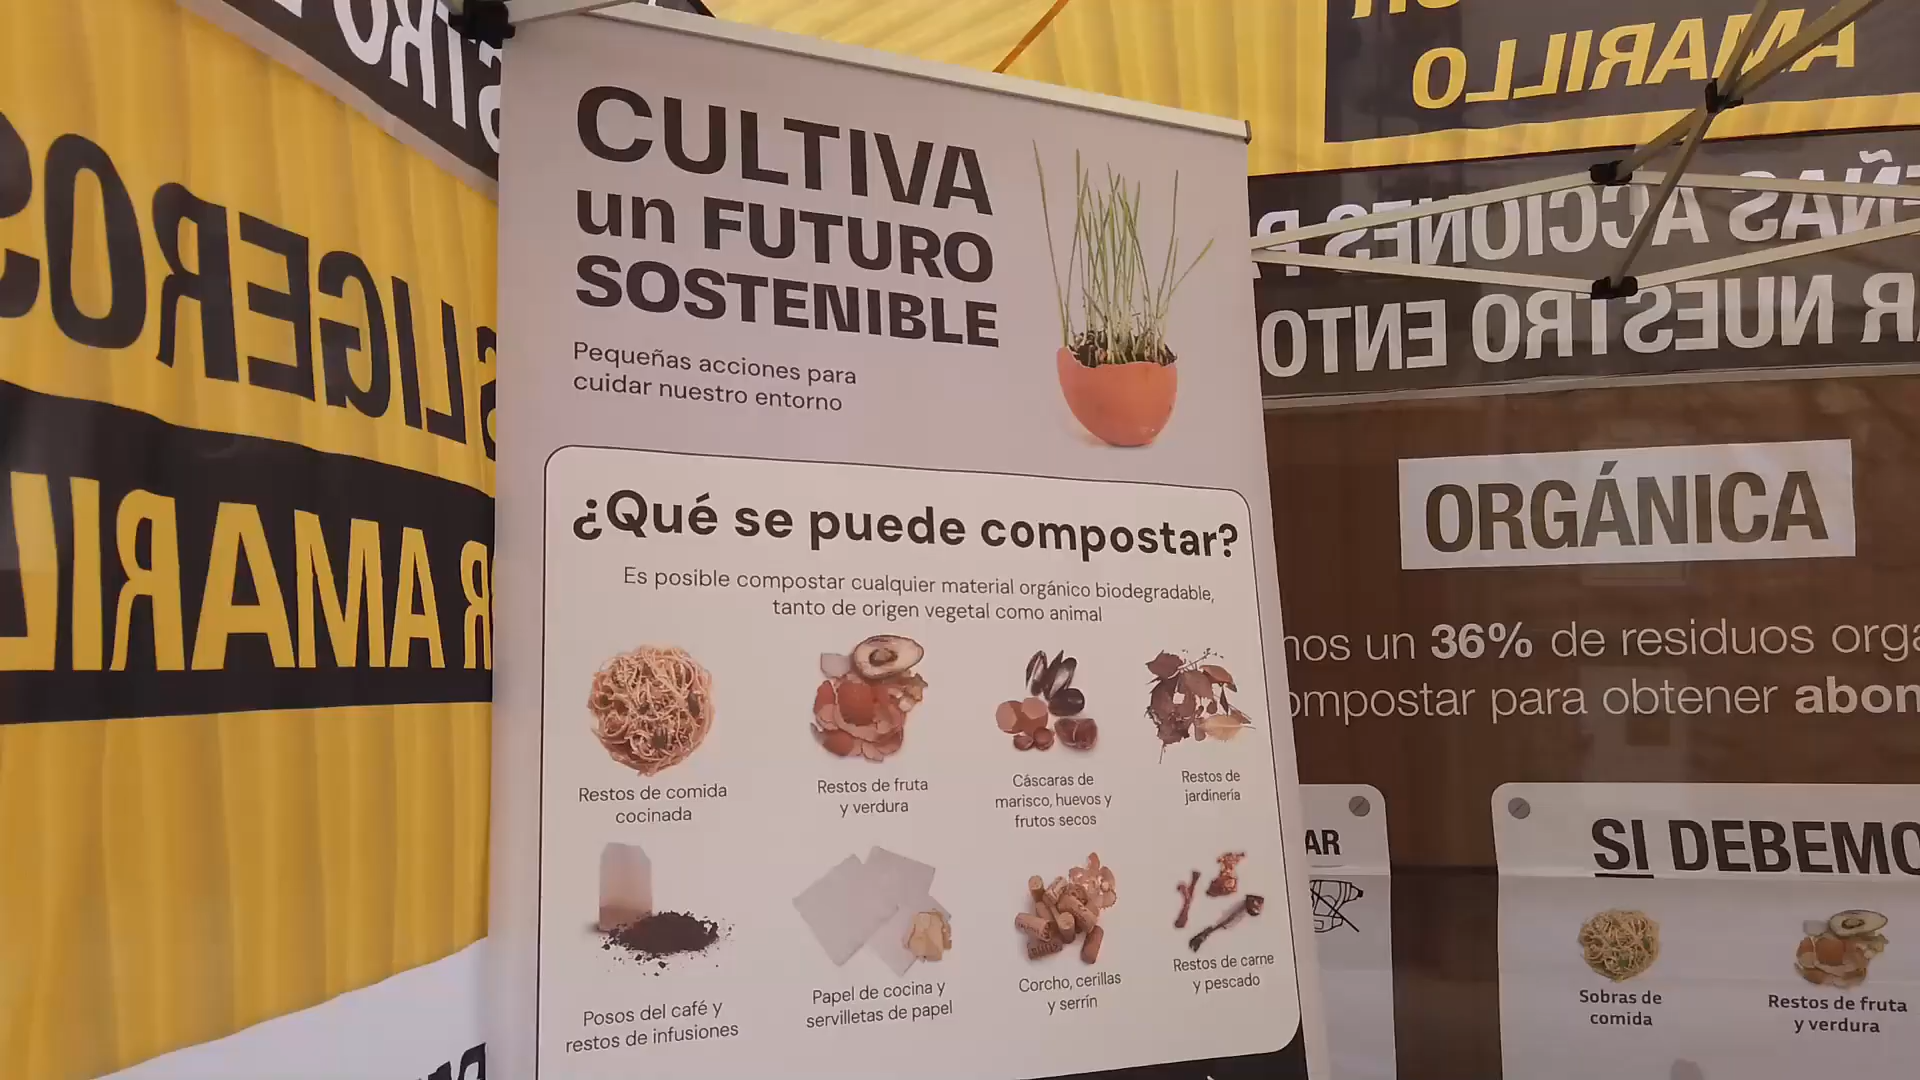 CULTIVA
un FUTURO
SOSTENIBLE
Pequeñas acciones para
cuidar nuestro entorno
¿Qué se puede compostar?
Es posible compostar cualquier material orgánico biodegradable,
tanto de origen vegetal como animal
Restos de comida
cocinada
Restos de fruta
y verdura
Cáscaras de
marisco, huevos y
frutos secos
Restos de
jardinería
Posos del café y
restos de infusiones
Papel de cocina y
servilletas de papel
Corcho, cerillas
y serrín
Restos de carne
y pescado
LIGEROS
AMARIL
AMARILLO
ACCIONES
NUESTRO ENTO
ORGÁNICA
un 36% de residuos
para obtener
SI DEBEMO
Sobras de
comida
Restos de fruta
y verdura